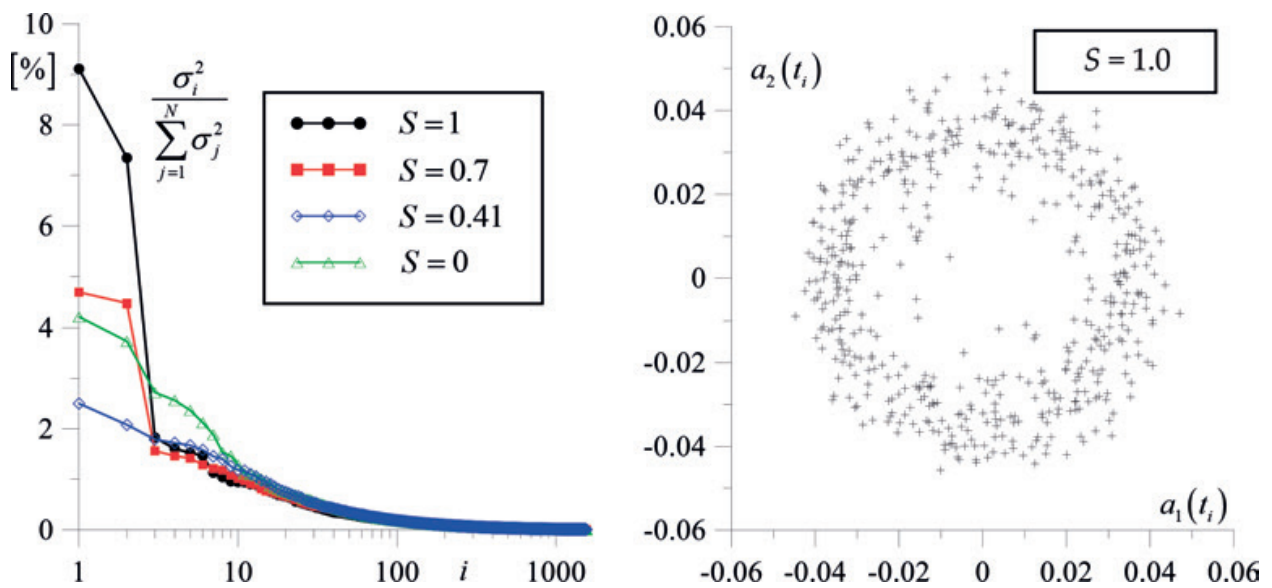 10
[%]
8
6
4
2
0
σ_i^2 / ∑_{j=1}^{N} σ_j^2
S = 1
S = 0.7
S = 0.41
S = 0
1 10 i 100 1000
0.06
a_2(t_i)
S = 1.0
0.04
0.02
0
-0.02
-0.04
-0.06
a_1(t_i)
-0.06 -0.04 -0.02 0 0.02 0.04 0.06